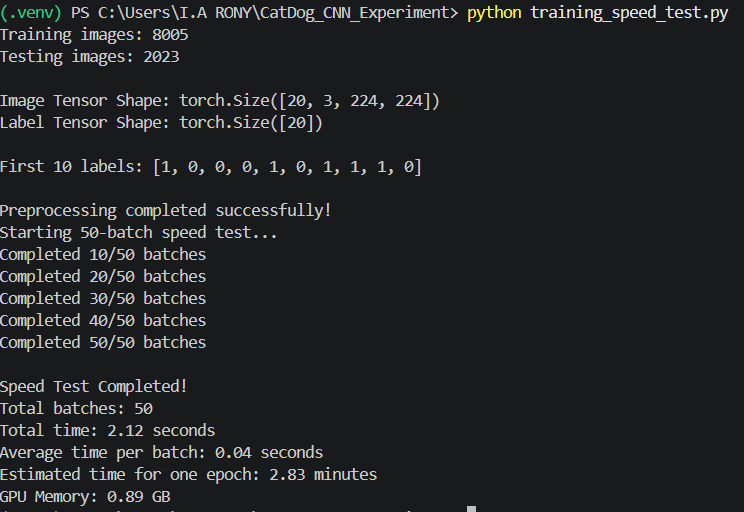 (.venv) PS C:\Users\I.A RONY\CatDog_CNN_Experiment> python training_speed_test.py
Training images: 8005
Testing images: 2023
Image Tensor Shape: torch.Size([20, 3, 224, 224])
Label Tensor Shape: torch.Size([20])
First 10 labels: [1, 0, 0, 0, 1, 0, 1, 1, 1, 0]
Preprocessing completed successfully!
Starting 50-batch speed test...
Completed 10/50 batches
Completed 20/50 batches
Completed 30/50 batches
Completed 40/50 batches
Completed 50/50 batches
Speed Test Completed!
Total batches: 50
Total time: 2.12 seconds
Average time per batch: 0.04 seconds
Estimated time for one epoch: 2.83 minutes
GPU Memory: 0.89 GB